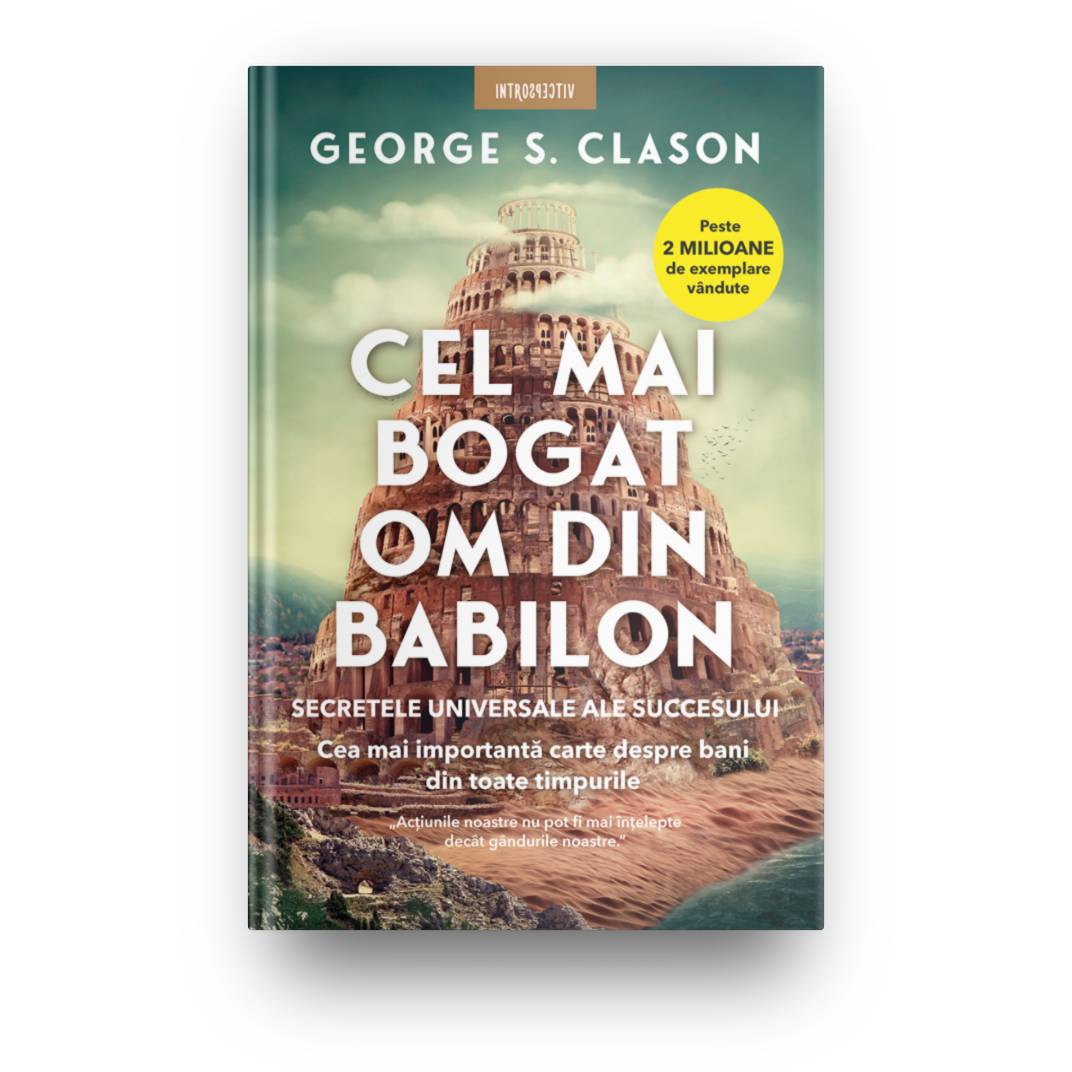 INTROSPECTIV
GEORGE S. CLASON
Peste
2 MILIOANE
de exemplare
vândute
CEL MAI
BOGAT
OM DIN
BABILON
SECRETELE UNIVERSALE ALE SUCCESULUI
Cea mai importantă carte despre bani
din toate timpurile
„Acțiunile noastre nu pot fi mai înțelepte
decât gândurile noastre.”